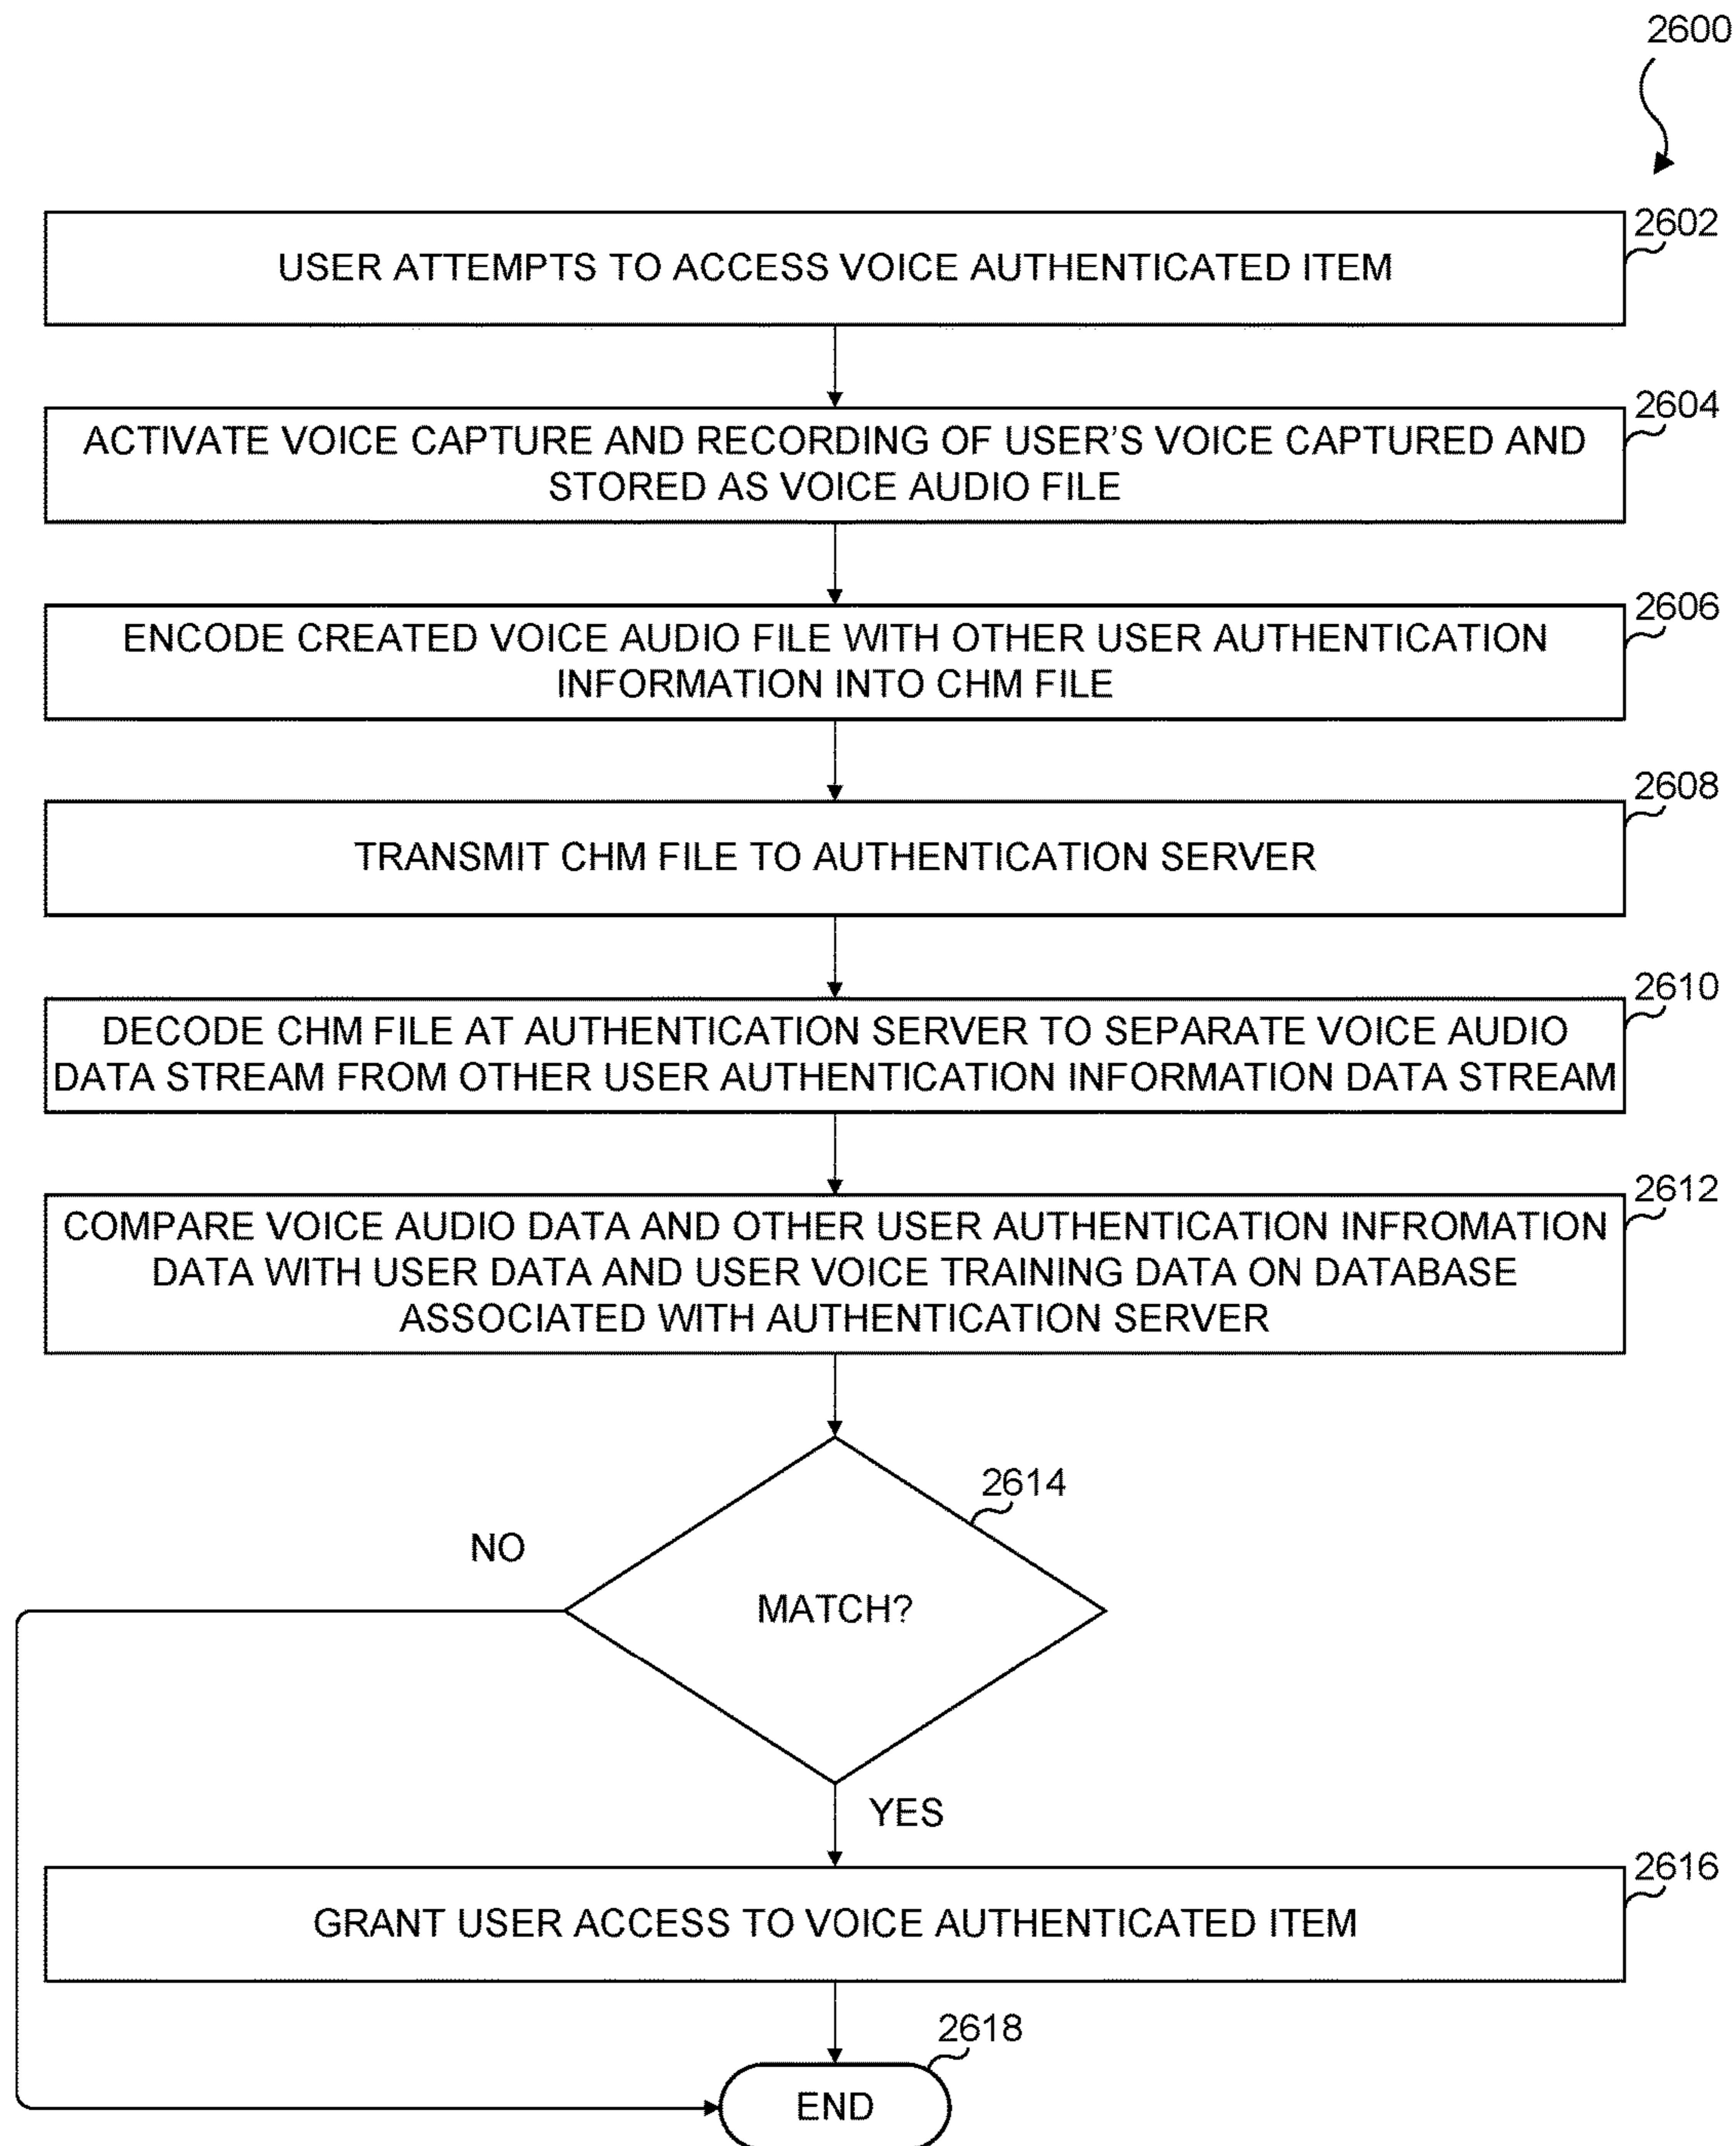 2600
2602
USER ATTEMPTS TO ACCESS VOICE AUTHENTICATED ITEM
2604
ACTIVATE VOICE CAPTURE AND RECORDING OF USER'S VOICE CAPTURED AND
STORED AS VOICE AUDIO FILE
2606
ENCODE CREATED VOICE AUDIO FILE WITH OTHER USER AUTHENTICATION
INFORMATION INTO CHM FILE
2608
TRANSMIT CHM FILE TO AUTHENTICATION SERVER
2610
DECODE CHM FILE AT AUTHENTICATION SERVER TO SEPARATE VOICE AUDIO
DATA STREAM FROM OTHER USER AUTHENTICATION INFORMATION DATA STREAM
2612
COMPARE VOICE AUDIO DATA AND OTHER USER AUTHENTICATION INFROMATION
DATA WITH USER DATA AND USER VOICE TRAINING DATA ON DATABASE
ASSOCIATED WITH AUTHENTICATION SERVER
2614
NO
MATCH?
YES
2616
GRANT USER ACCESS TO VOICE AUTHENTICATED ITEM
2618
END